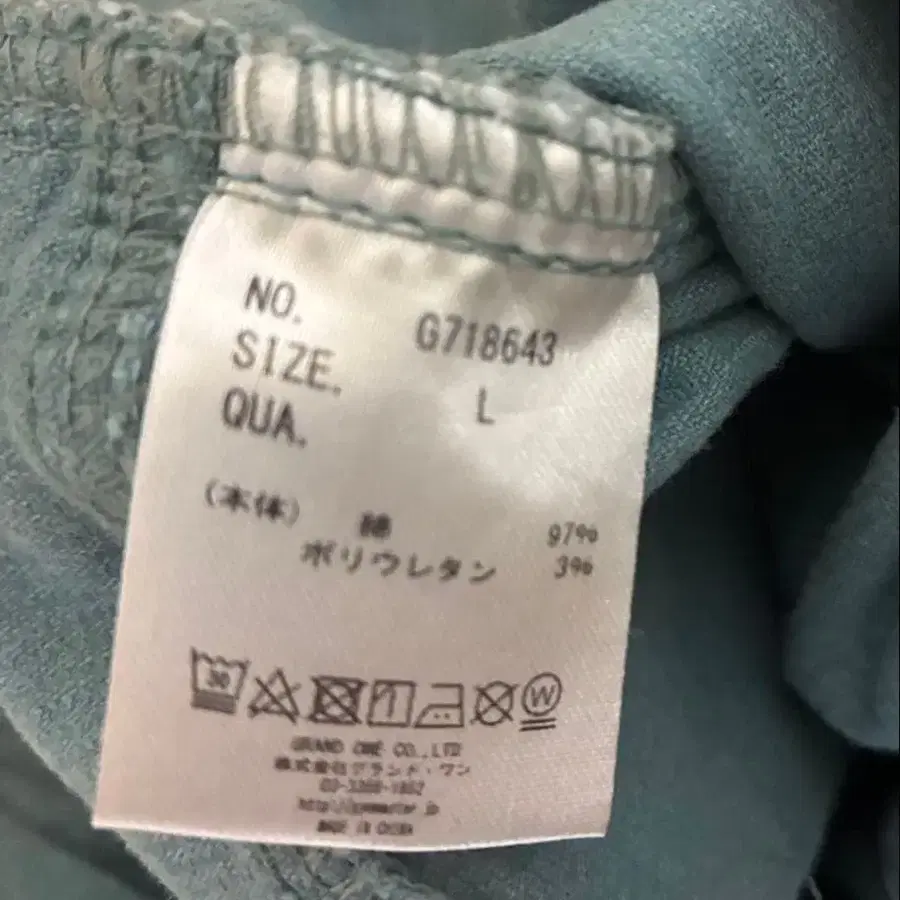 NO. G718643
SIZE. L
QUA.
(本体) 綿 97%
ポリウレタン 3%
30
W
GRAND ONE CO.,LTD
株式会社グランド・ワン
MADE IN CHINA